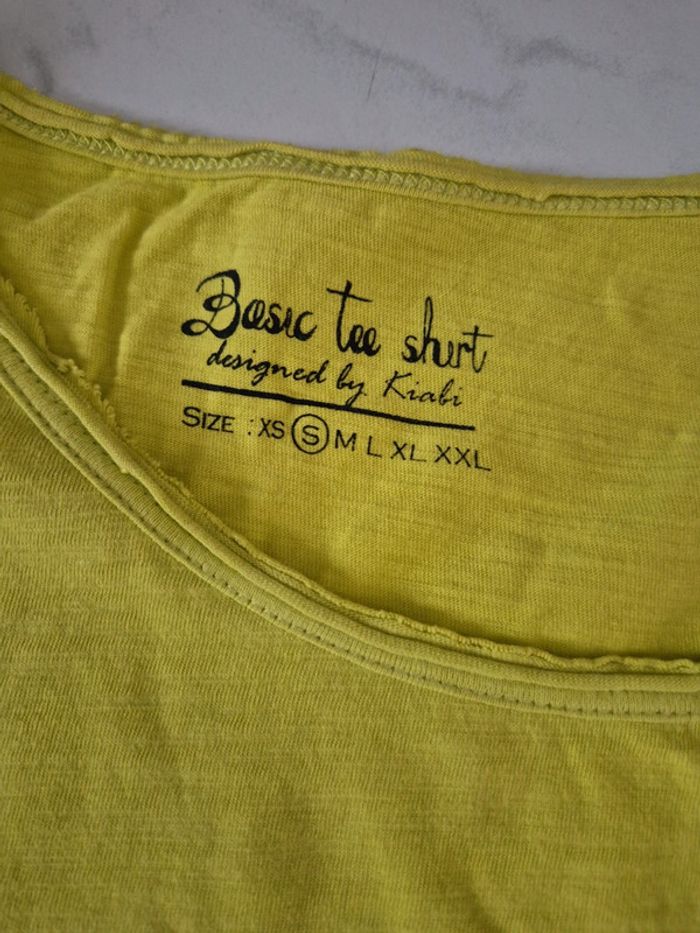 Basic tee shirt
designed by Kiabi
SIZE : XS S M L XL XXL